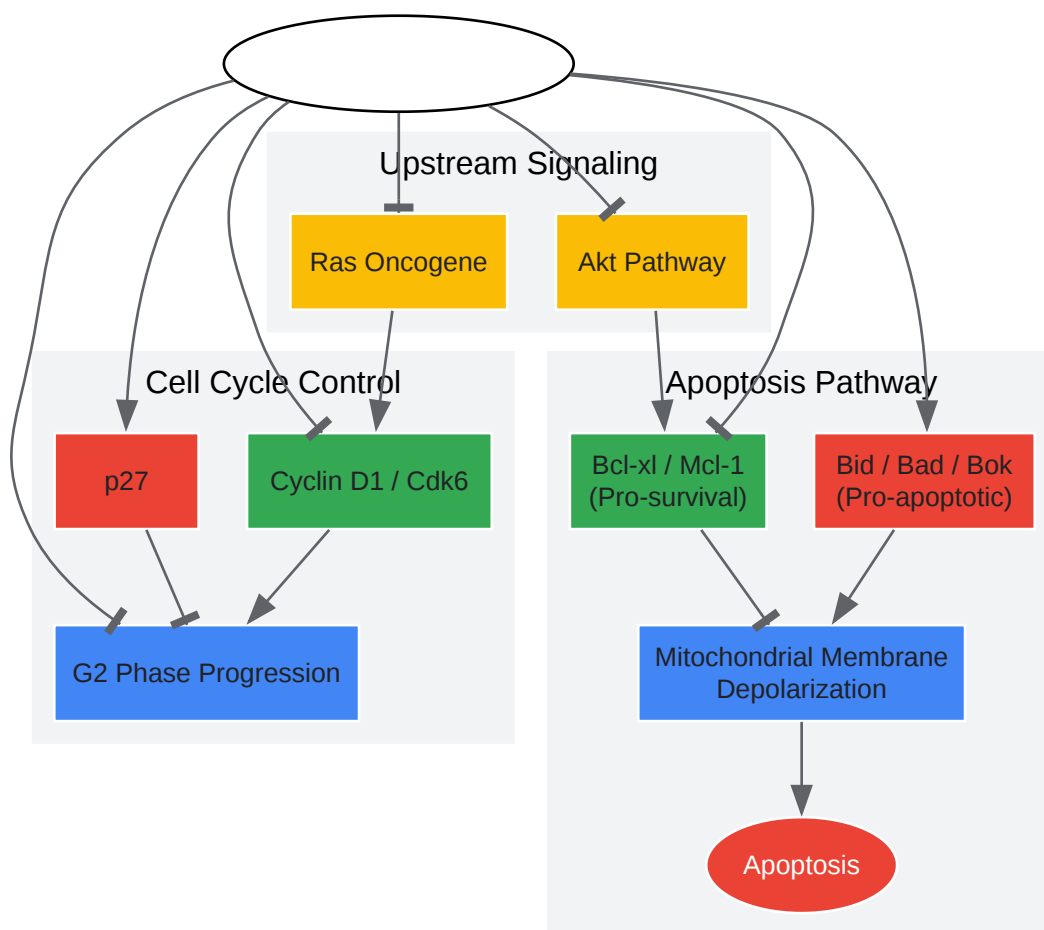 Upstream Signaling
Ras Oncogene
Akt Pathway
Cell Cycle Control
Apoptosis Pathway
p27
Cyclin D1 / Cdk6
Bcl-xl / Mcl-1
(Pro-survival)
Bid / Bad / Bok
(Pro-apoptotic)
G2 Phase Progression
Mitochondrial Membrane
Depolarization
Apoptosis